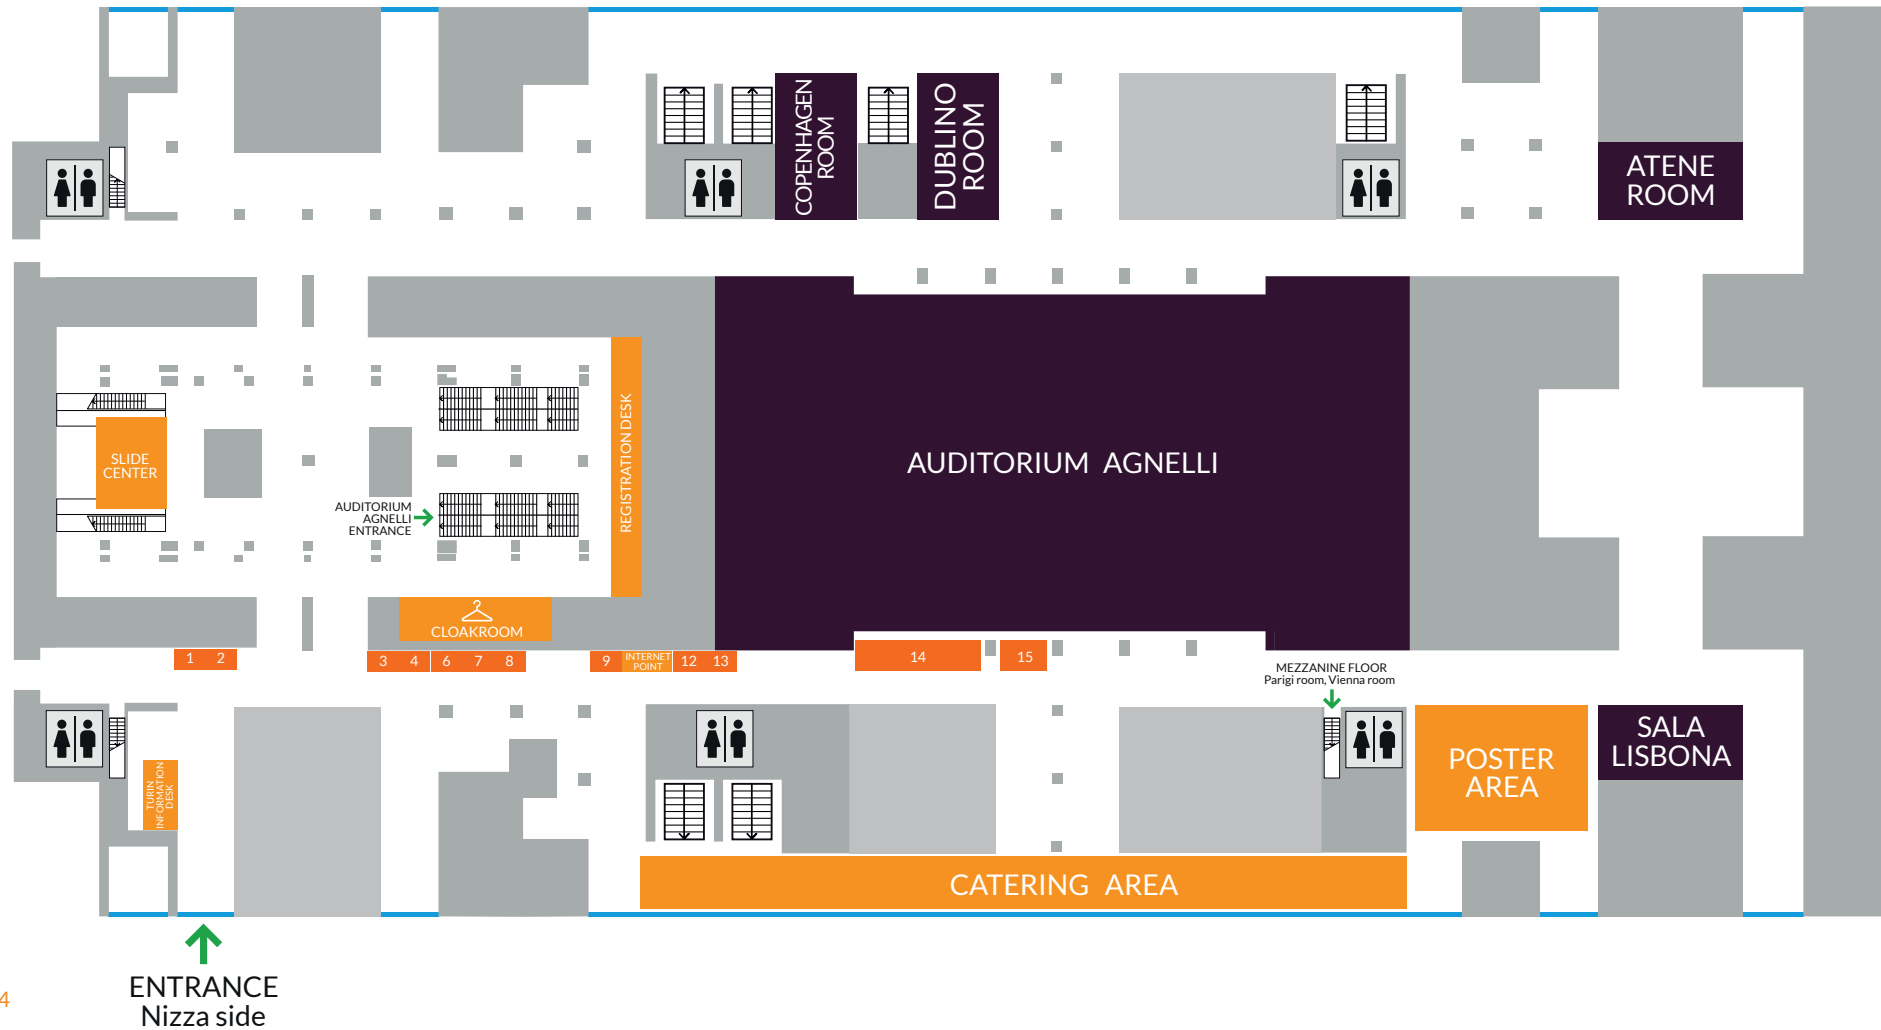 COPENHAGEN
ROOM
DUBLINO
ROOM
ATENE
ROOM
SLIDE
CENTER
REGISTRATION DESK
AUDITORIUM AGNELLI
AUDITORIUM
AGNELLI
ENTRANCE
CLOAKROOM
1 2
3 4 6 7 8
9 INTERNET
POINT 12 13
14
15
MEZZANINE FLOOR
Parigi room, Vienna room
TURIN
INFORMATION
DESK
POSTER
AREA
SALA
LISBONA
CATERING AREA
ENTRANCE
Nizza side
4